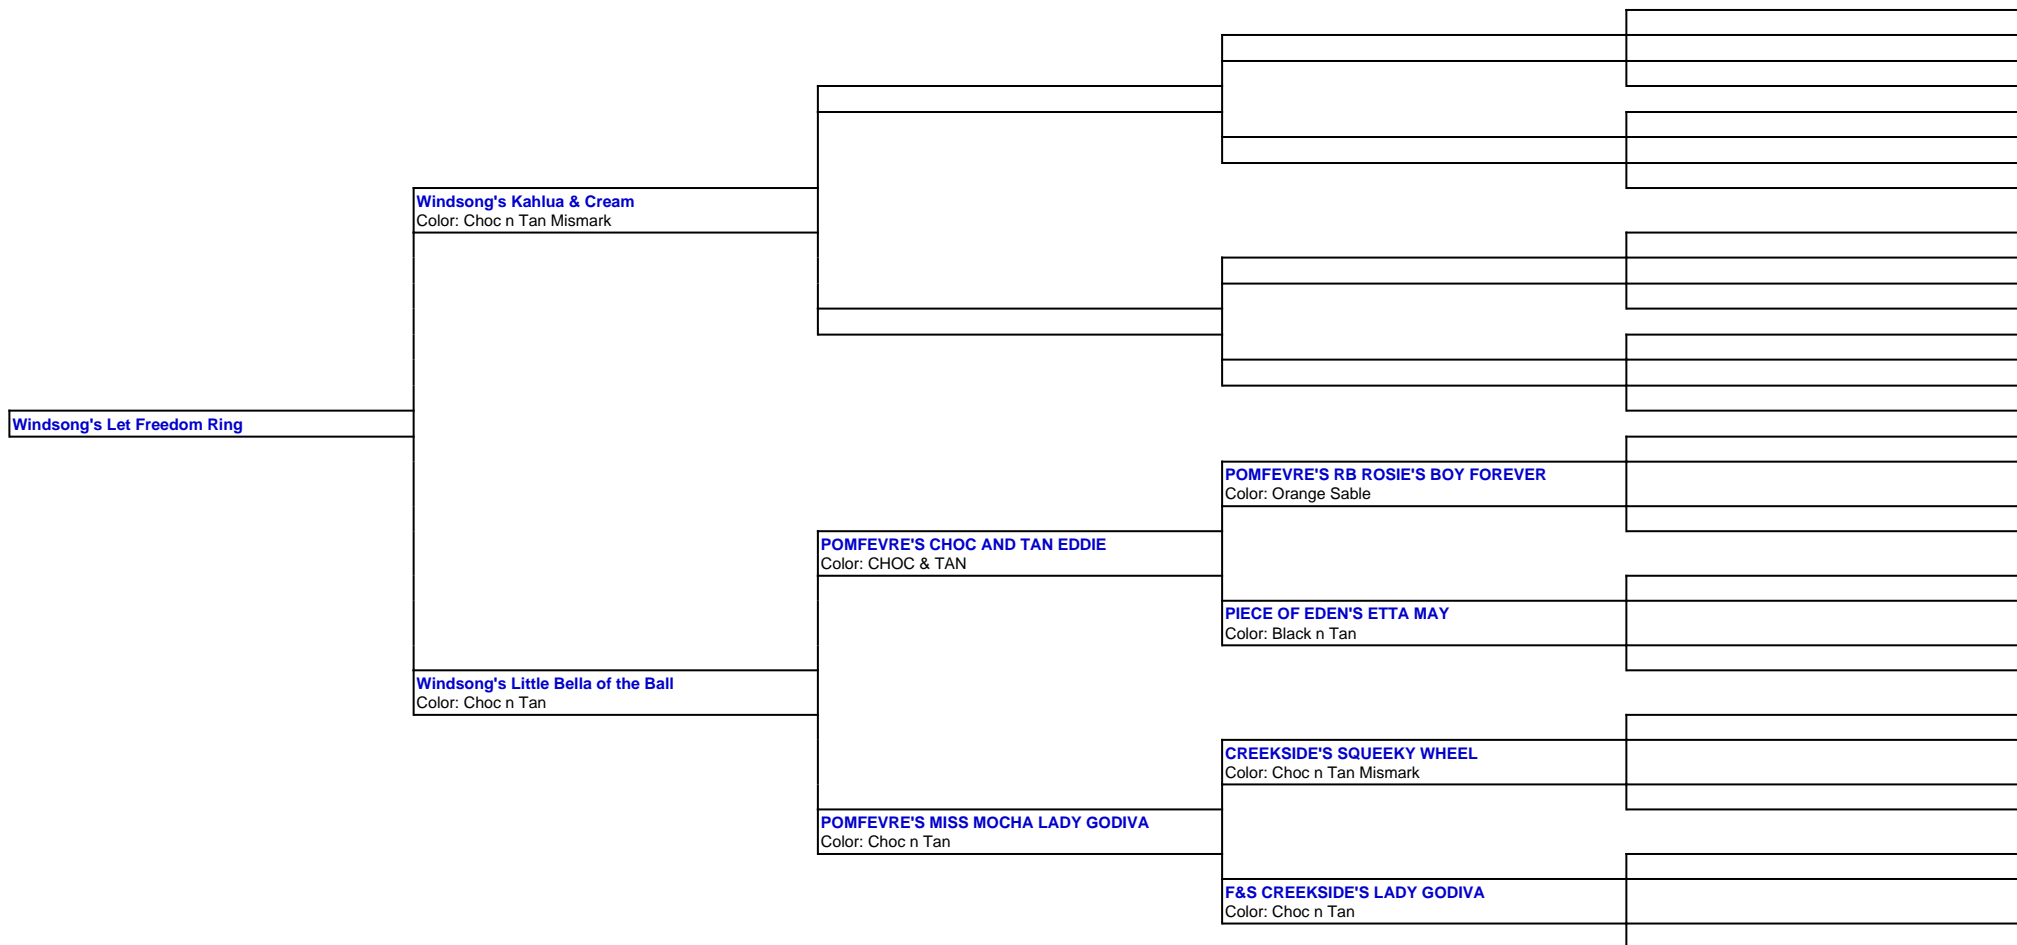 Windsong's Kahlua & Cream
Color: Choc n Tan Mismark
Windsong's Let Freedom Ring
POMFEVRE'S RB ROSIE'S BOY FOREVER
Color: Orange Sable
POMFEVRE'S CHOC AND TAN EDDIE
Color: CHOC & TAN
PIECE OF EDEN'S ETTA MAY
Color: Black n Tan
Windsong's Little Bella of the Ball
Color: Choc n Tan
CREEKSIDE'S SQUEEKY WHEEL
Color: Choc n Tan Mismark
POMFEVRE'S MISS MOCHA LADY GODIVA
Color: Choc n Tan
F&S CREEKSIDE'S LADY GODIVA
Color: Choc n Tan